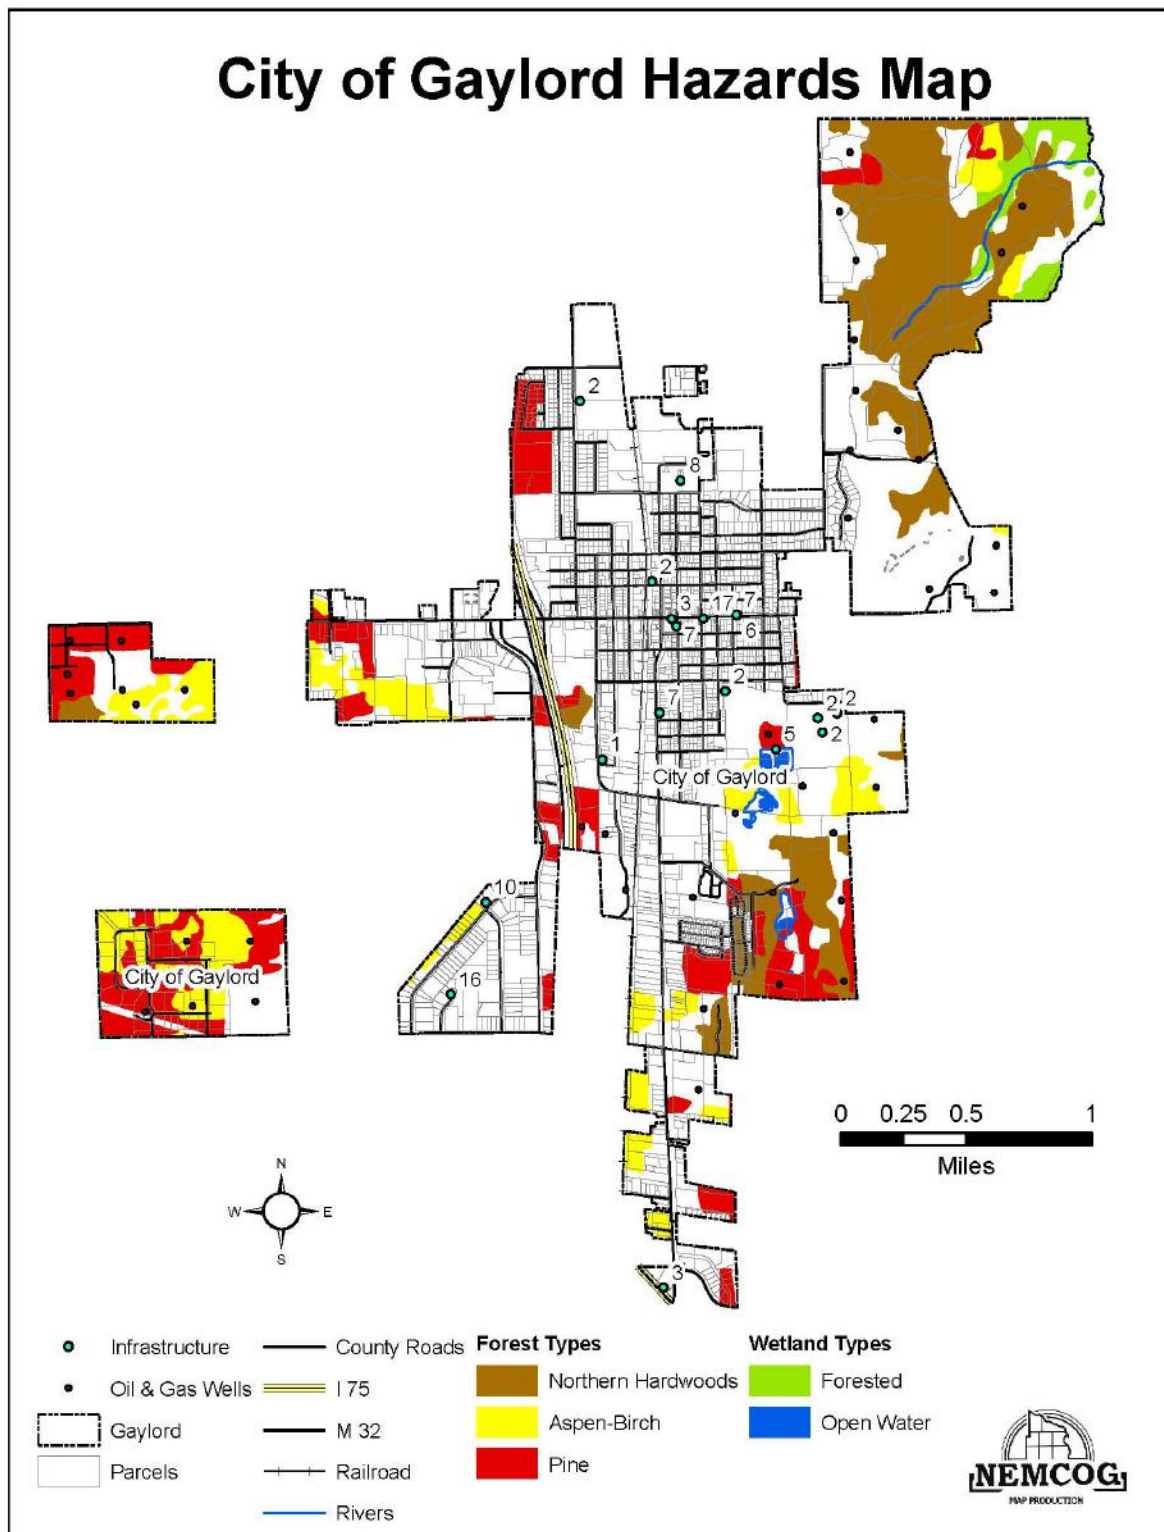 City of Gaylord Hazards Map
2
8
2
3
17
7
7
6
2
7
2
2
5
2
1
City of Gaylord
10
City of Gaylord
16
0 0.25 0.5 1
Miles
N
W E
S
3
Infrastructure
Oil & Gas Wells
Gaylord
Parcels
County Roads
I 75
M 32
Railroad
Rivers
Forest Types
Northern Hardwoods
Aspen-Birch
Pine
Wetland Types
Forested
Open Water
NEMCOG
MAP PRODUCTION